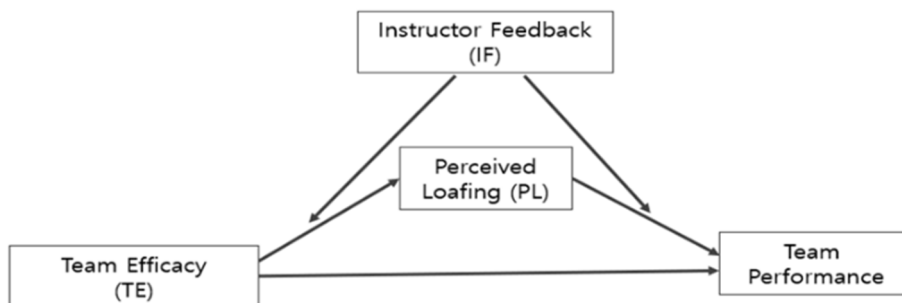 Instructor Feedback
(IF)
Perceived
Loafing (PL)
Team Efficacy
(TE)
Team
Performance